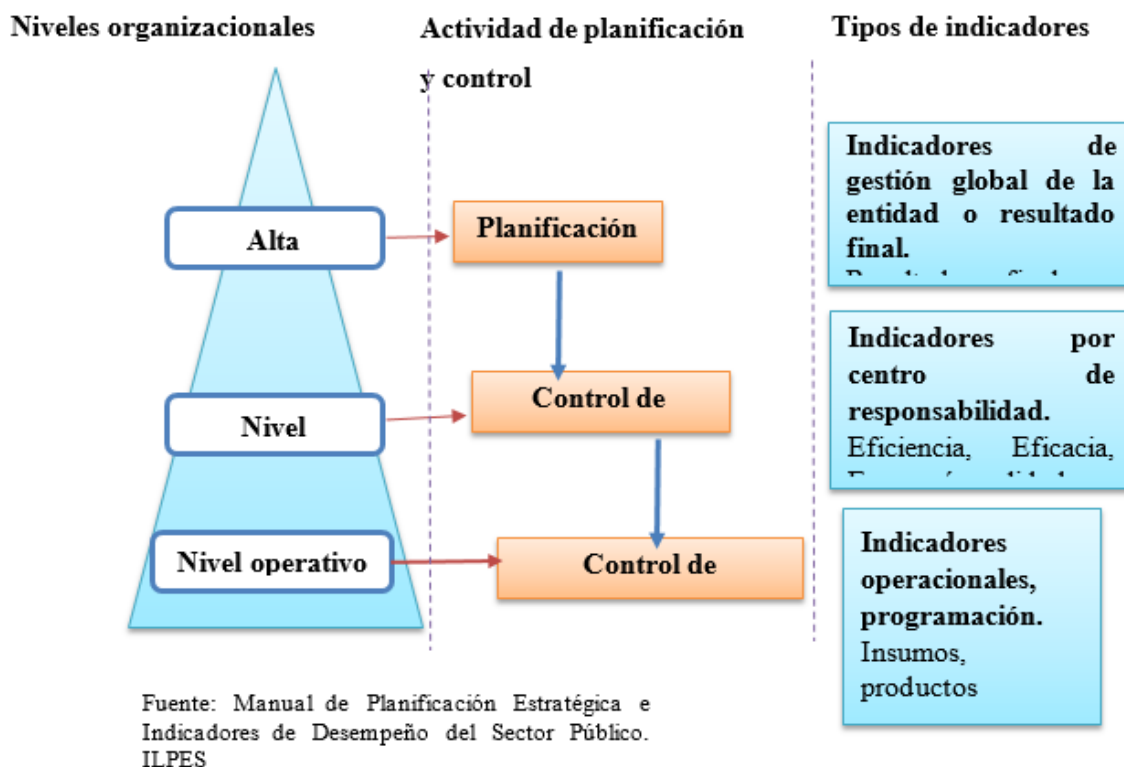 Niveles organizacionales
Actividad de planificación
y control
Tipos de indicadores
Alta
Planificación
Indicadores de
gestión global de la
entidad o resultado
final.
Nivel
Control de
Indicadores por
centro de
responsabilidad.
Eficiencia, Eficacia,
Nivel operativo
Control de
Indicadores
operacionales,
programación.
Insumos,
productos
Fuente: Manual de Planificación Estratégica e
Indicadores de Desempeño del Sector Público.
ILPES